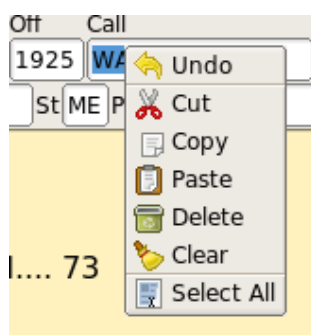 Off Call
1925 WA Undo
St ME P Cut
Copy
Paste
Delete
Clear
.... 73
Select All